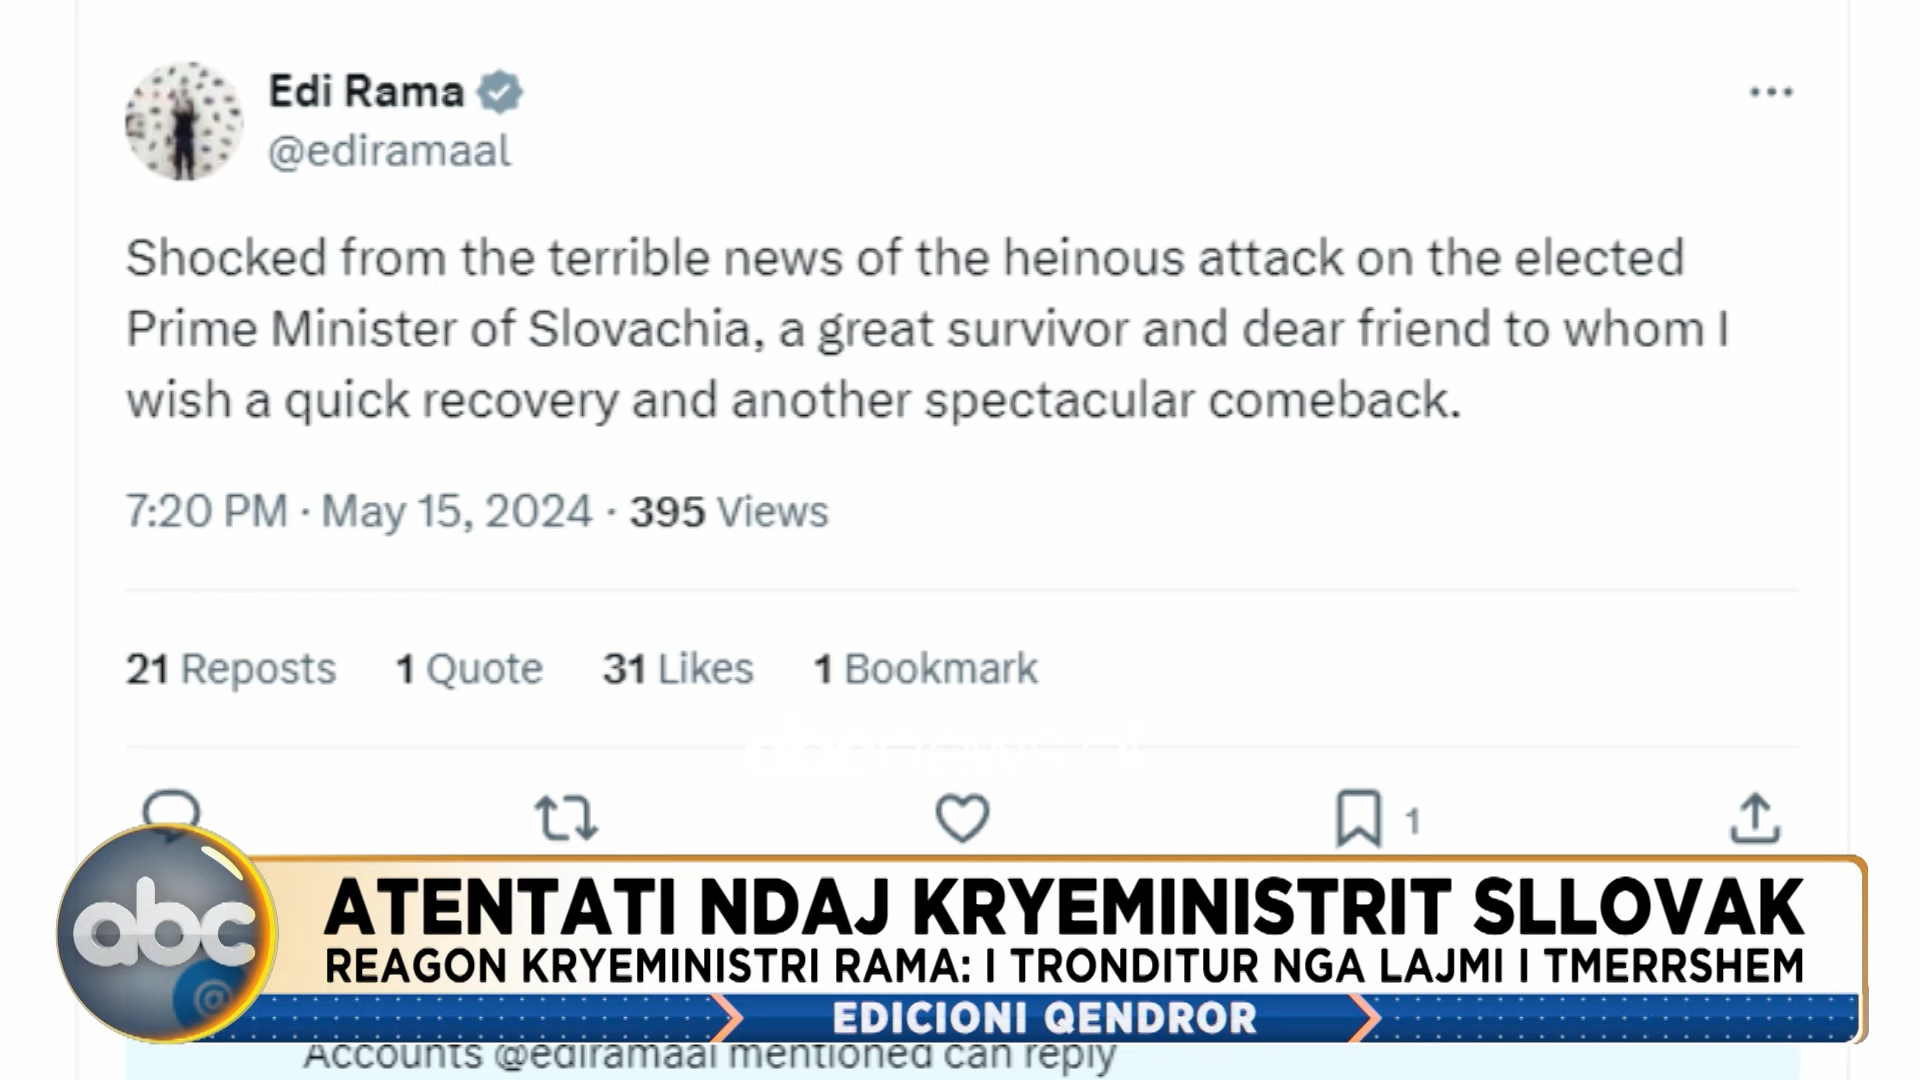 Edi Rama
@ediramaal
Shocked from the terrible news of the heinous attack on the elected
Prime Minister of Slovachia, a great survivor and dear friend to whom I
wish a quick recovery and another spectacular comeback.
7:20 PM · May 15, 2024 · 395 Views
21 Reposts 1 Quote 31 Likes 1 Bookmark
1
abcnews.al
abc
ATENTATI NDAJ KRYEMINISTRIT SLLOVAK
REAGON KRYEMINISTRI RAMA: I TRONDITUR NGA LAJMI I TMERRSHEM
EDICIONI QENDROR
Accounts @ediramaal mentioned can reply